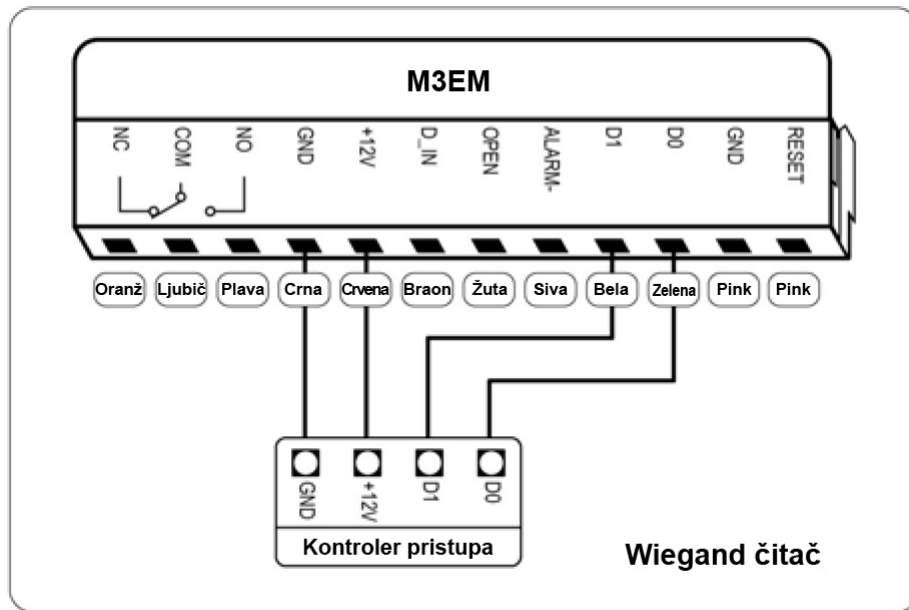 M3EM
NC COM NO GND +12V D_IN OPEN ALARM- D1 D0 GND RESET
Oranž Ljubič Plava Crna Crvena Braon Žuta Siva Bela Zelena Pink Pink
GND +12V D1 D0
Kontroler pristupa
Wiegand čitač